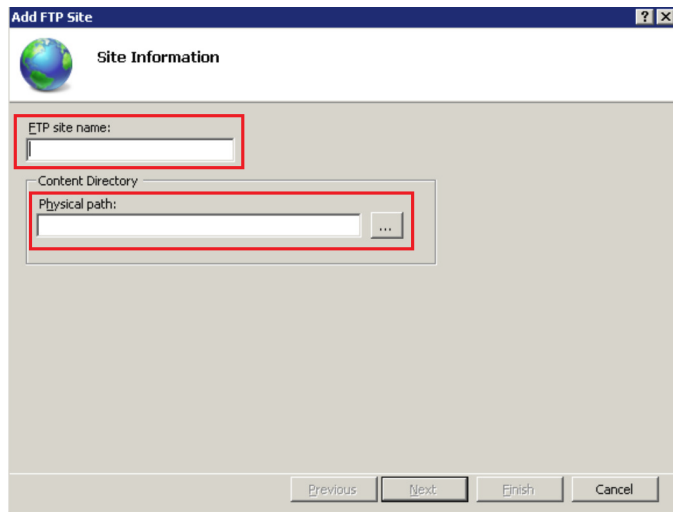 Add FTP Site
Site Information
FTP site name:
Content Directory
Physical path:
...
Previous Next Finish Cancel